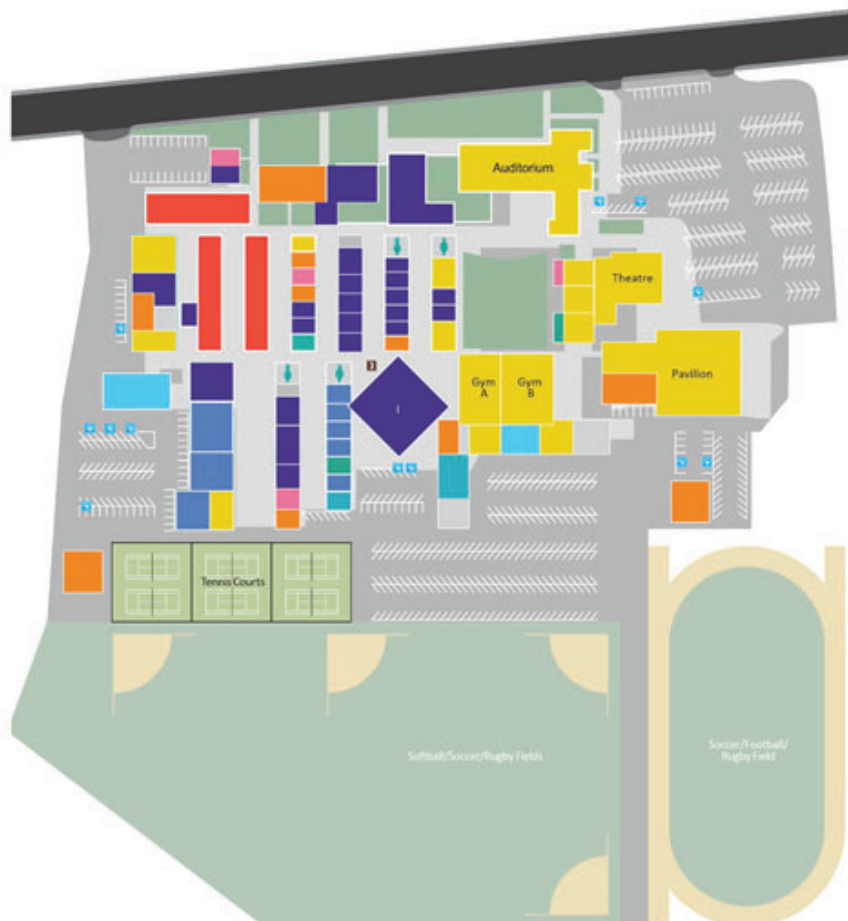 Auditorium
Theatre
Pavilion
Gym
A
Gym
B
I
Tennis Courts
Softball/Soccer/Rugby Fields
Soccer/Football/
Rugby Field